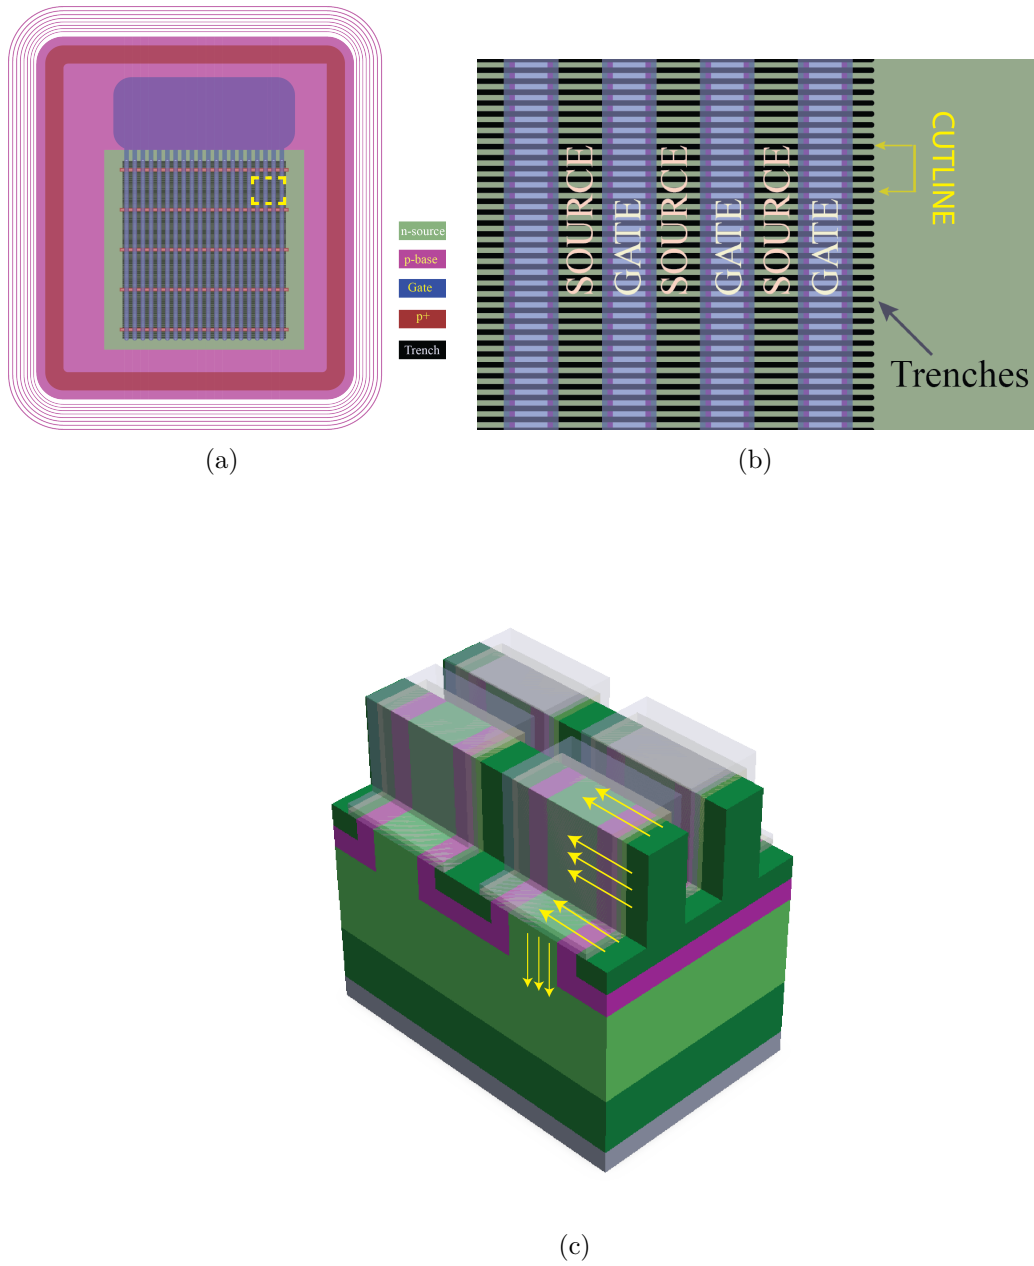 n-source
p-base
Gate
p+
Trench
(a)
SOURCE
GATE
SOURCE
GATE
SOURCE
GATE
CUTLINE
Trenches
(b)
(c)